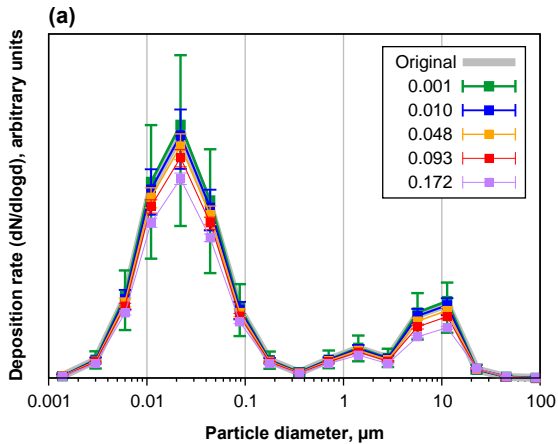 (a)
Deposition rate (dN/dlogd), arbitrary units
Original
0.001
0.010
0.048
0.093
0.172
0.001 0.01 0.1 1 10 100
Particle diameter, µm